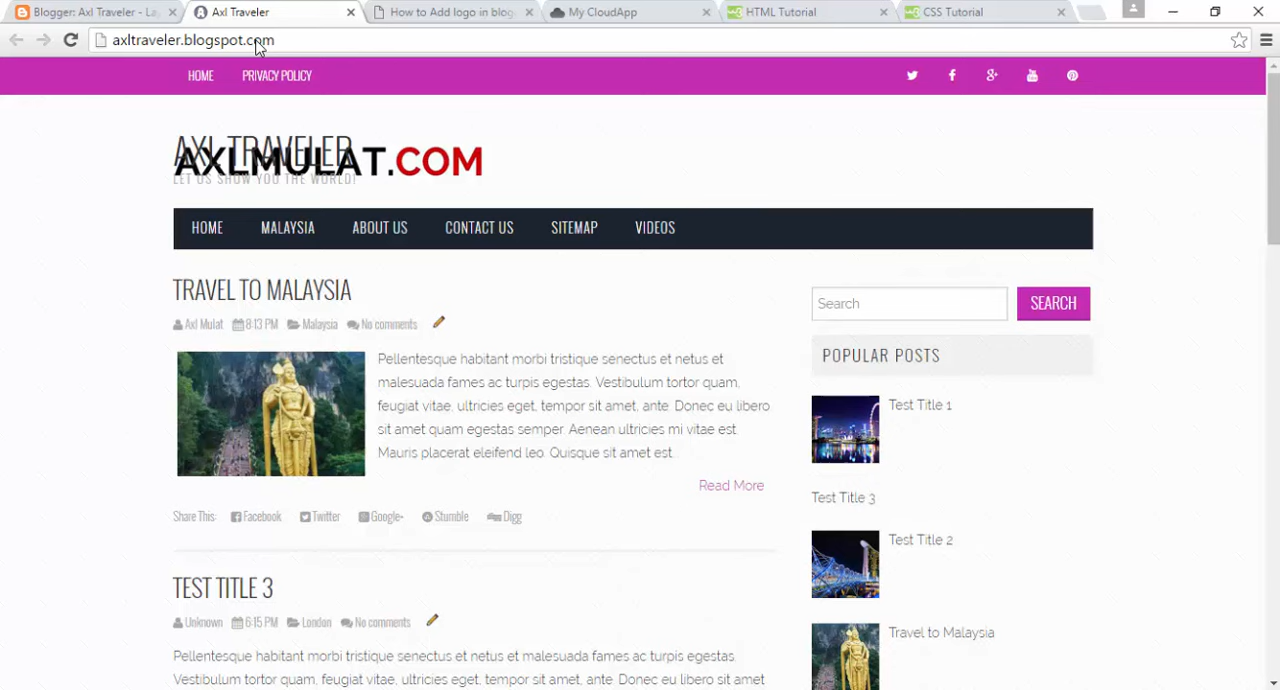 Blogger: Axl Traveler - La
Axl Traveler
How to Add logo in blog
My CloudApp
HTML Tutorial
CSS Tutorial
axltraveler.blogspot.com
HOME
PRIVACY POLICY
AXL TRAVELER
AXLMULAT.COM
LET US SHOW YOU THE WORLD!
HOME
MALAYSIA
ABOUT US
CONTACT US
SITEMAP
VIDEOS
TRAVEL TO MALAYSIA
Axl Mulat 8:13 PM Malaysia No comments
Pellentesque habitant morbi tristique senectus et netus et
malesuada fames ac turpis egestas. Vestibulum tortor quam,
feugiat vitae, ultricies eget, tempor sit amet, ante. Donec eu libero
sit amet quam egestas semper. Aenean ultricies mi vitae est.
Mauris placerat eleifend leo. Quisque sit amet est...
Read More
Share This: Facebook Twitter Google+ Stumble Digg
TEST TITLE 3
Unknown 6:15 PM London No comments
Pellentesque habitant morbi tristique senectus et netus et malesuada fames ac turpis egestas.
Vestibulum tortor quam, feugiat vitae, ultricies eget, tempor sit amet, ante. Donec eu libero sit amet
Search
SEARCH
POPULAR POSTS
Test Title 1
Test Title 3
Test Title 2
Travel to Malaysia